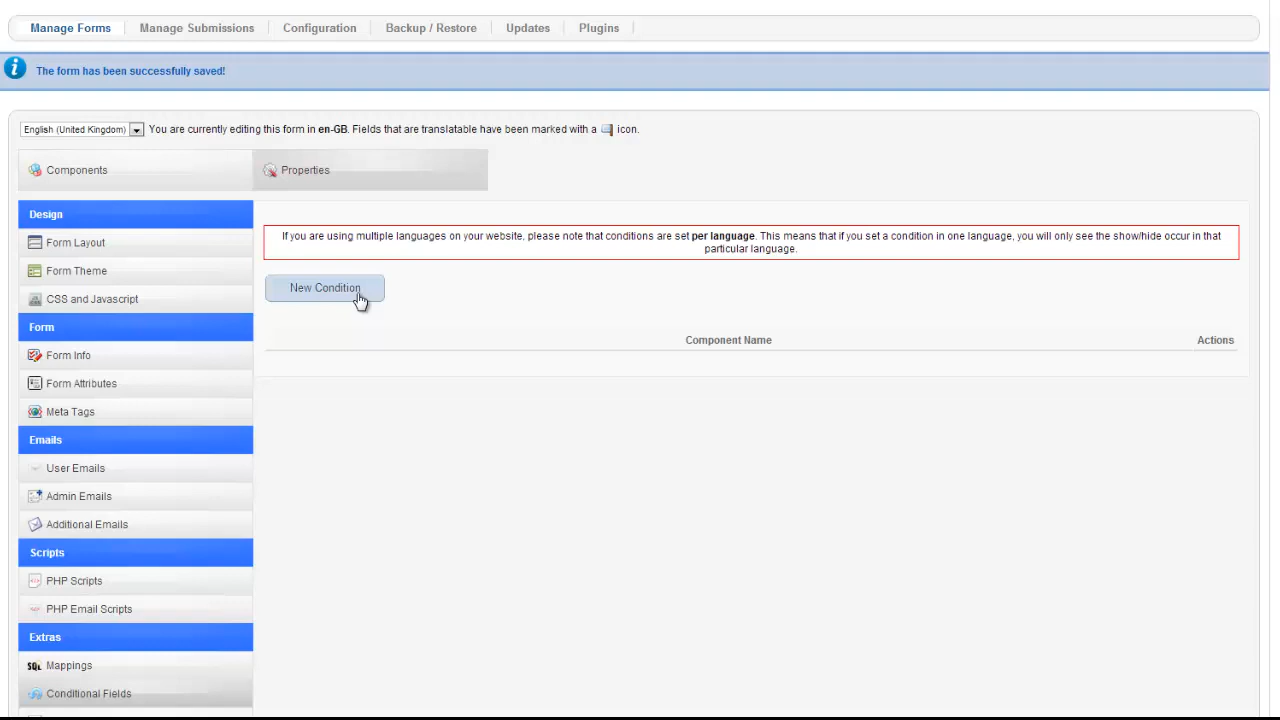 Manage Forms
Manage Submissions
Configuration
Backup / Restore
Updates
Plugins
The form has been successfully saved!
English (United Kingdom)
You are currently editing this form in en-GB. Fields that are translatable have been marked with a icon.
Components
Properties
Design
Form Layout
Form Theme
CSS and Javascript
Form
Form Info
Form Attributes
Meta Tags
Emails
User Emails
Admin Emails
Additional Emails
Scripts
PHP Scripts
PHP Email Scripts
Extras
SQL Mappings
Conditional Fields
If you are using multiple languages on your website, please note that conditions are set per language. This means that if you set a condition in one language, you will only see the show/hide occur in that
particular language.
New Condition
Component Name
Actions